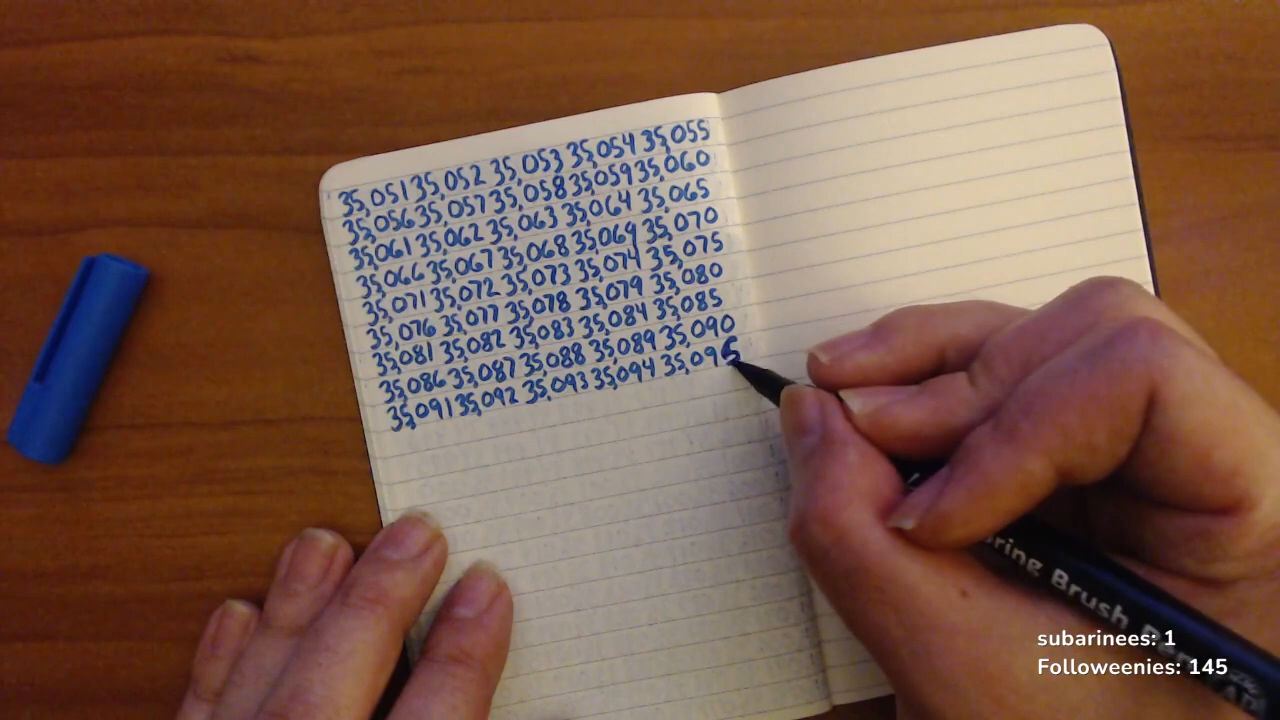 35,051 35,052 35,053 35,054 35,055
35,056 35,057 35,058 35,059 35,060
35,061 35,062 35,063 35,064 35,065
35,066 35,067 35,068 35,069 35,070
35,071 35,072 35,073 35,074 35,075
35,076 35,077 35,078 35,079 35,080
35,081 35,082 35,083 35,084 35,085
35,086 35,087 35,088 35,089 35,090
35,091 35,092 35,093 35,094 35,095
Brush
subarinees: 1
Followeenies: 145